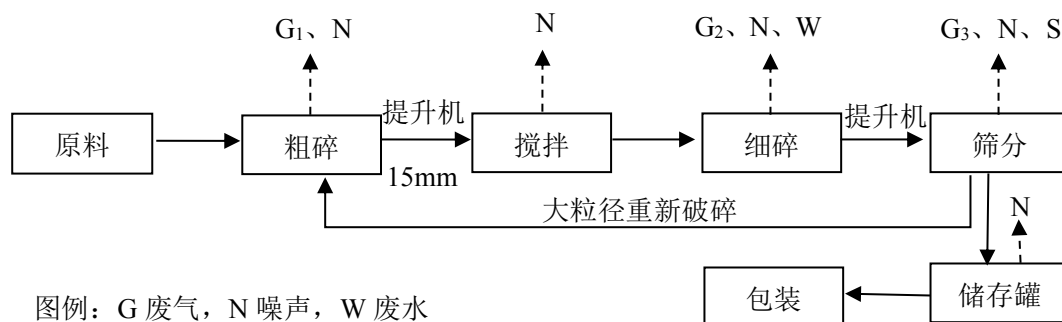 G₁、N
N
G₂、N、W
G₃、N、S
原料
粗碎
提升机
15mm
搅拌
细碎
提升机
筛分
大粒径重新破碎
N
储存罐
包装
图例：G 废气，N 噪声，W 废水